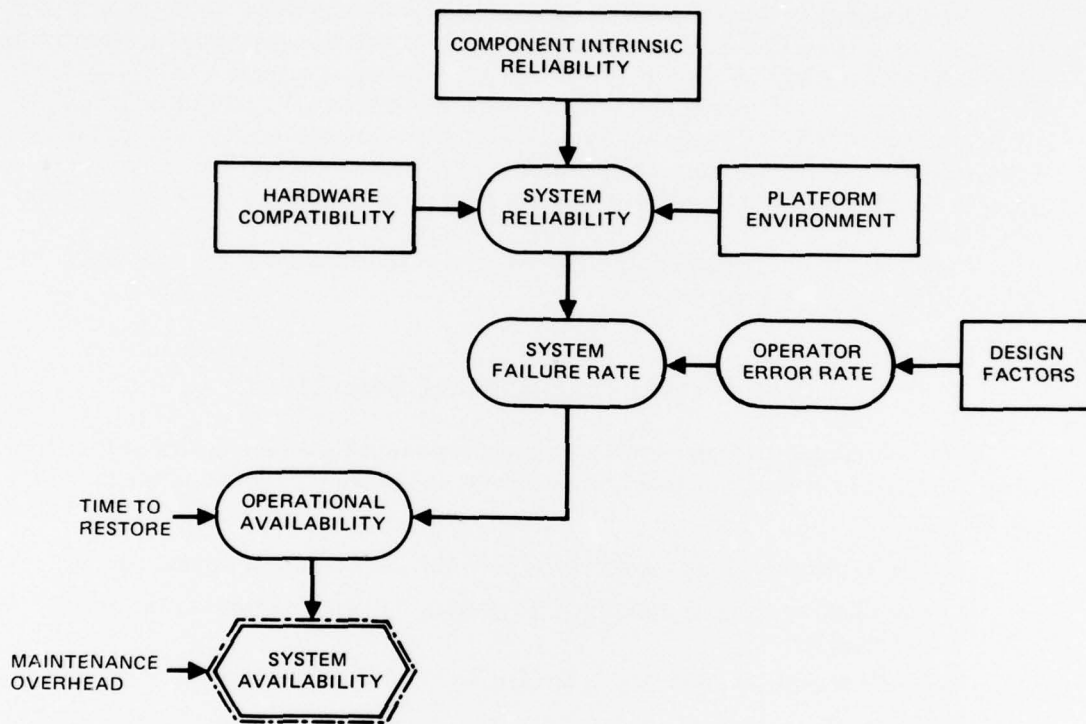 COMPONENT INTRINSIC
RELIABILITY
HARDWARE
COMPATIBILITY
SYSTEM
RELIABILITY
PLATFORM
ENVIRONMENT
SYSTEM
FAILURE RATE
OPERATOR
ERROR RATE
DESIGN
FACTORS
TIME TO
RESTORE
OPERATIONAL
AVAILABILITY
MAINTENANCE
OVERHEAD
SYSTEM
AVAILABILITY